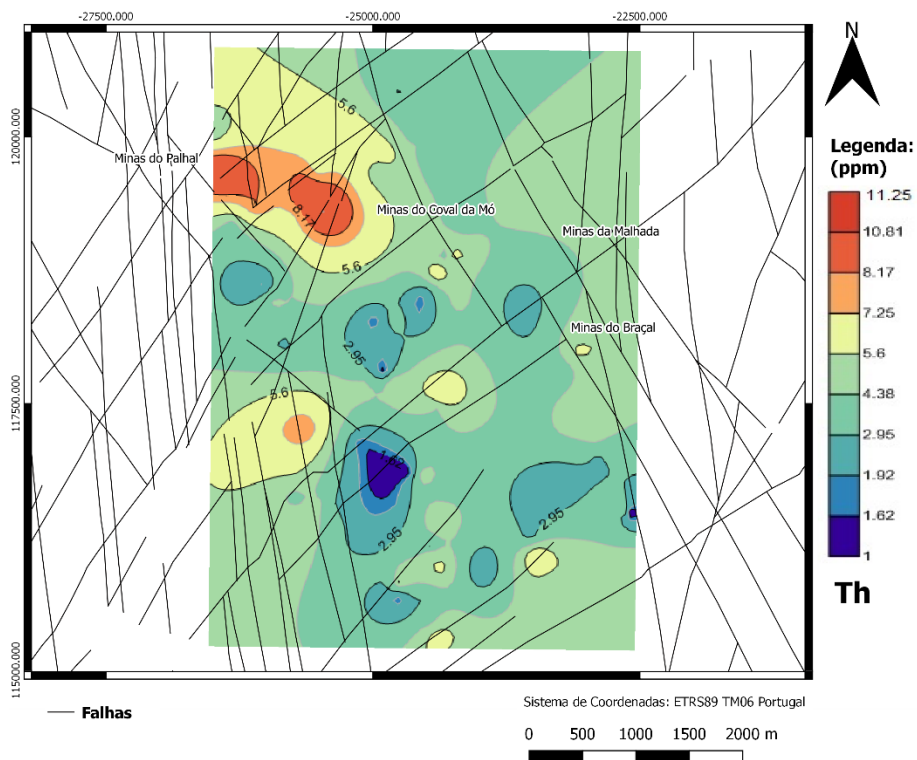 -27500.000
-25000.000
-22500.000
N
120000.000
117500.000
115000.000
5.6
Minas do Palhal
8.17
Minas do Coval da Mó
Minas da Malhada
5.6
Minas do Braçal
2.95
5.6
1.62
2.95
2.95
Legenda:
(ppm)
11.25
10.81
8.17
7.25
5.6
4.38
2.95
1.92
1.62
1
Th
Falhas
Sistema de Coordenadas: ETRS89 TM06 Portugal
0 500 1000 1500 2000 m